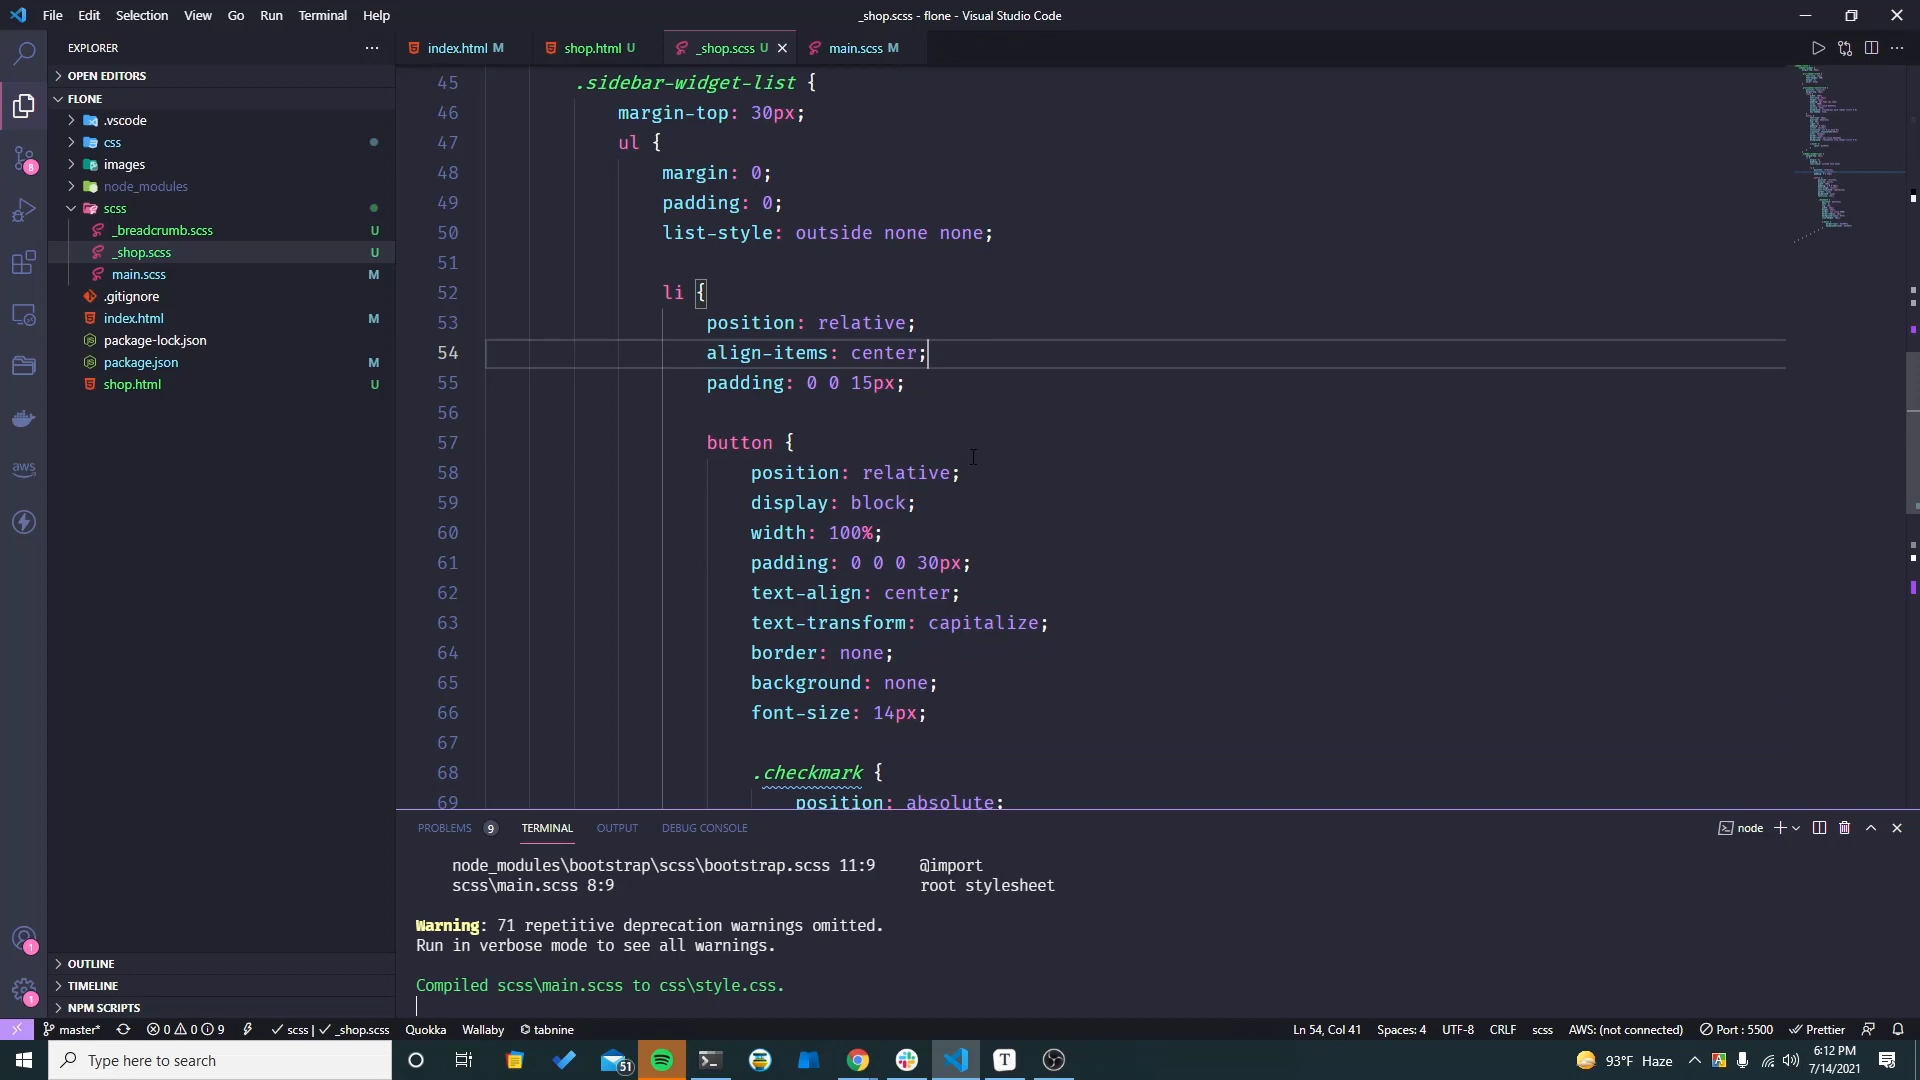 File Edit Selection View Go Run Terminal Help
_shop.scss - flone - Visual Studio Code
EXPLORER
OPEN EDITORS
FLONE
.vscode
css
images
node_modules
scss
_breadcrumb.scss U
_shop.scss U
main.scss M
.gitignore
index.html M
package-lock.json
package.json M
shop.html U
OUTLINE
TIMELINE
NPM SCRIPTS
8
aws
1
1
index.html M shop.html U _shop.scss U main.scss M
45 .sidebar-widget-list {
46 margin-top: 30px;
47 ul {
48 margin: 0;
49 padding: 0;
50 list-style: outside none none;
51
52 li {
53 position: relative;
54 align-items: center;
55 padding: 0 0 15px;
56
57 button {
58 position: relative;
59 display: block;
60 width: 100%;
61 padding: 0 0 0 30px;
62 text-align: center;
63 text-transform: capitalize;
64 border: none;
65 background: none;
66 font-size: 14px;
67
68 .checkmark {
69 position: absolute;
PROBLEMS 9 TERMINAL OUTPUT DEBUG CONSOLE node
node_modules\bootstrap\scss\bootstrap.scss 11:9 @import
scss\main.scss 8:9 root stylesheet
Warning: 71 repetitive deprecation warnings omitted.
Run in verbose mode to see all warnings.
Compiled scss\main.scss to css\style.css.
master* 0 0 9 scss | _shop.scss Quokka Wallaby tabnine Ln 54, Col 41 Spaces: 4 UTF-8 CRLF scss AWS: (not connected) Port : 5500 Prettier
Type here to search
51
T
93°F Haze
A
6:12 PM
7/14/2021